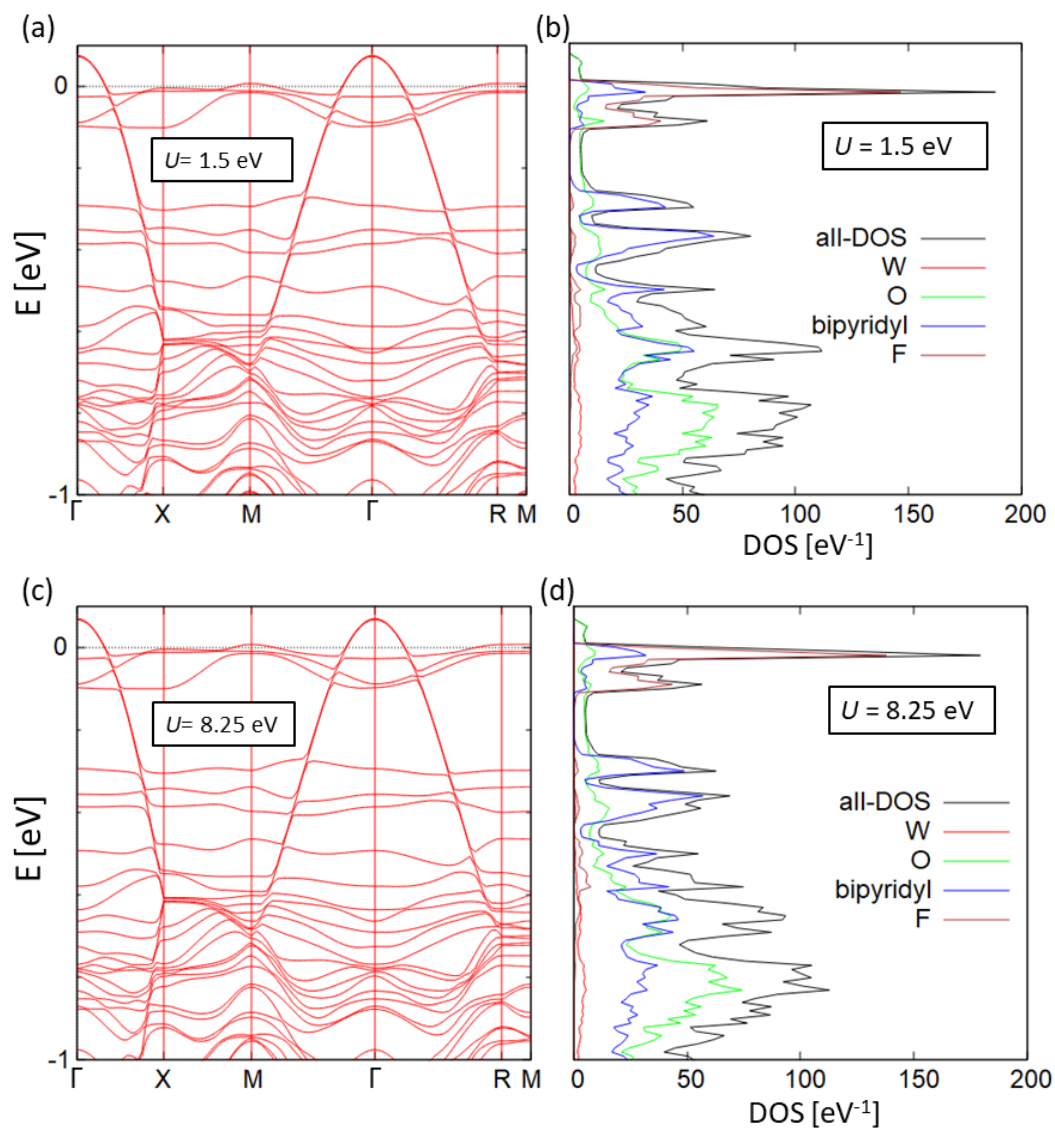 (a)
(b)
0
U= 1.5 eV
U = 1.5 eV
E [eV]
all-DOS
W
O
bipyridyl
F
-1
Γ X M Γ R M
0 50 100 150 200
DOS [eV⁻¹]
(c)
(d)
0
U= 8.25 eV
U = 8.25 eV
E [eV]
all-DOS
W
O
bipyridyl
F
-1
Γ X M Γ R M
0 50 100 150 200
DOS [eV⁻¹]